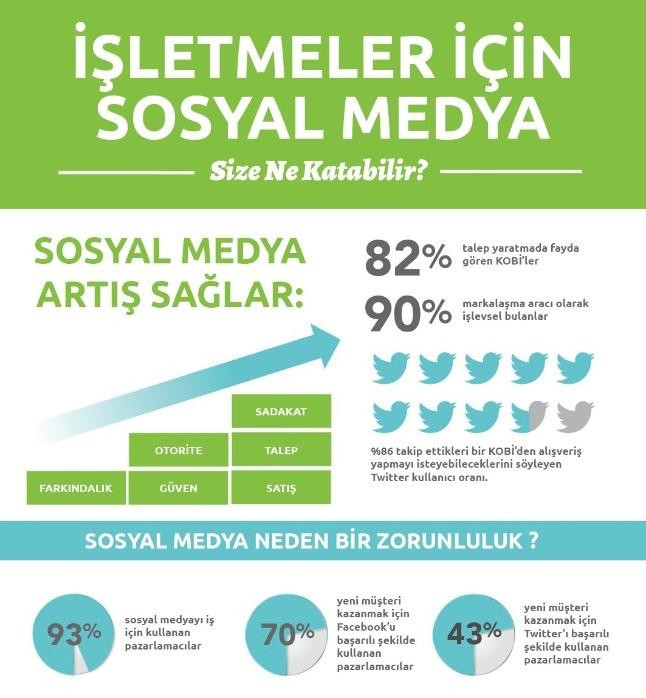 İŞLETMELER İÇİN
SOSYAL MEDYA
Size Ne Katabilir?
SOSYAL MEDYA
ARTIŞ SAĞLAR:
82% talep yaratmada fayda
gören KOBİ'ler
90% markalaşma aracı olarak
işlevsel bulanlar
SADAKAT
OTORİTE TALEP
FARKINDALIK GÜVEN SATIŞ
%86 takip ettikleri bir KOBİ'den alışveriş
yapmayı isteyebileceklerini söyleyen
Twitter kullanıcı oranı.
SOSYAL MEDYA NEDEN BİR ZORUNLULUK ?
93%
sosyal medyayı iş
için kullanan
pazarlamacılar
70%
yeni müşteri
kazanmak için
Facebook'u
başarılı şekilde
kullanan
pazarlamacılar
43%
yeni müşteri
kazanmak için
Twitter'ı başarılı
şekilde kullanan
pazarlamacılar